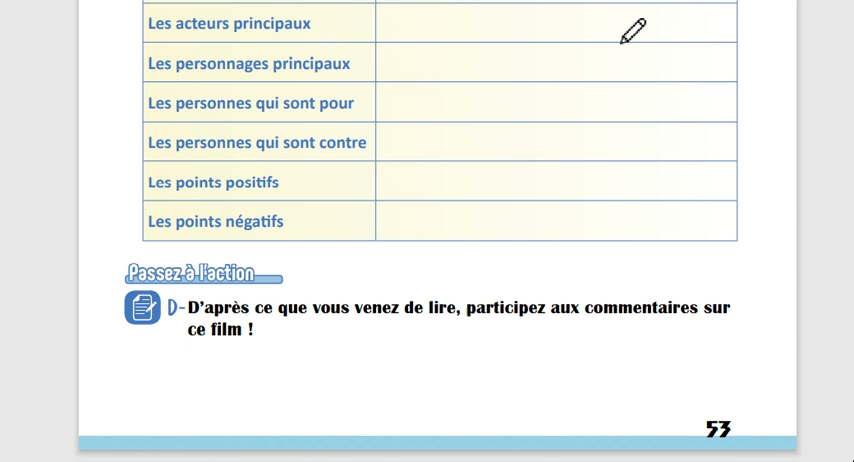 Les acteurs principaux
Les personnages principaux
Les personnes qui sont pour
Les personnes qui sont contre
Les points positifs
Les points négatifs
Passez à l'action
D-D'après ce que vous venez de lire, participez aux commentaires sur
ce film !
53